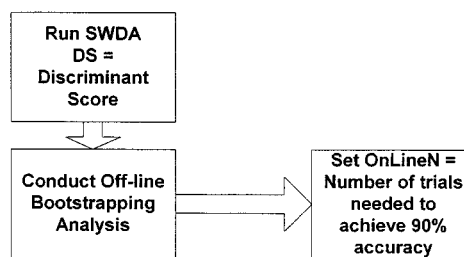 Run SWDA
DS =
Discriminant
Score
Conduct Off-line
Bootstrapping
Analysis
Set OnLineN =
Number of trials
needed to
achieve 90%
accuracy